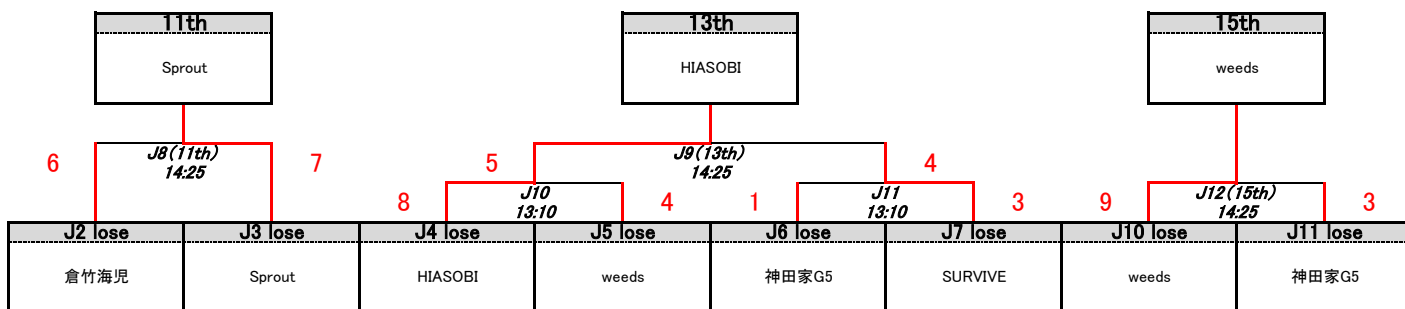 11th
13th
15th
Sprout
HIASOBI
weeds
6
J8(11th)
14:25
7
5
J9(13th)
14:25
4
8
J10
13:10
4
1
J11
13:10
3
9
J12(15th)
14:25
3
J2 lose
J3 lose
J4 lose
J5 lose
J6 lose
J7 lose
J10 lose
J11 lose
倉竹海児
Sprout
HIASOBI
weeds
神田家G5
SURVIVE
weeds
神田家G5